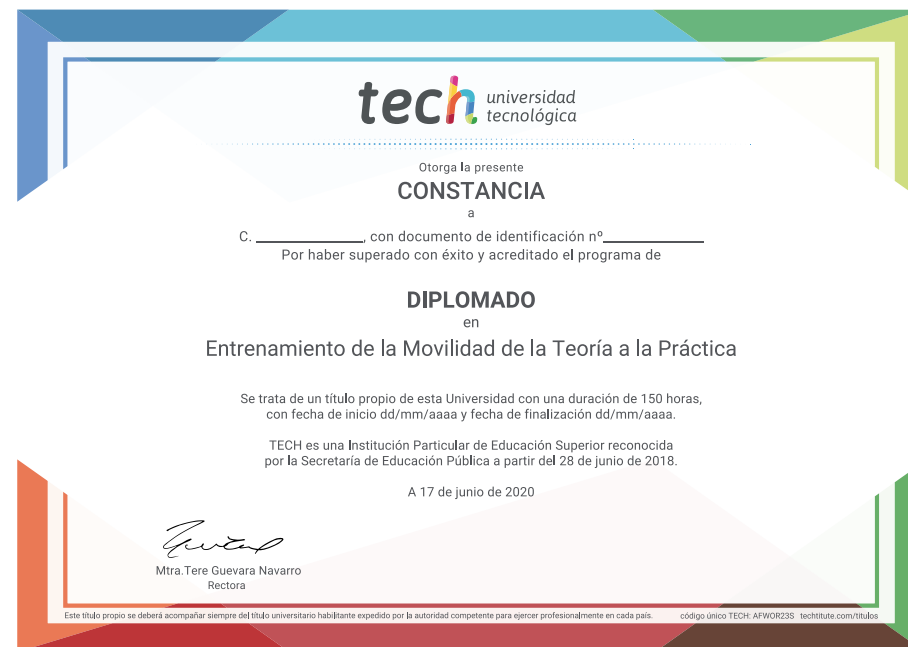 tech universidad
tecnológica
Otorga la presente
CONSTANCIA
a
C. ______________, con documento de identificación nº_____________
Por haber superado con éxito y acreditado el programa de
DIPLOMADO
en
Entrenamiento de la Movilidad de la Teoría a la Práctica
Se trata de un título propio de esta Universidad con una duración de 150 horas,
con fecha de inicio dd/mm/aaaa y fecha de finalización dd/mm/aaaa.
TECH es una Institución Particular de Educación Superior reconocida
por la Secretaría de Educación Pública a partir del 28 de junio de 2018.
A 17 de junio de 2020
Mtra.Tere Guevara Navarro
Rectora
Este título propio se deberá acompañar siempre del título universitario habilitante expedido por la autoridad competente para ejercer profesionalmente en cada país.
código único TECH: AFWOR23S techtitute.com/titulos